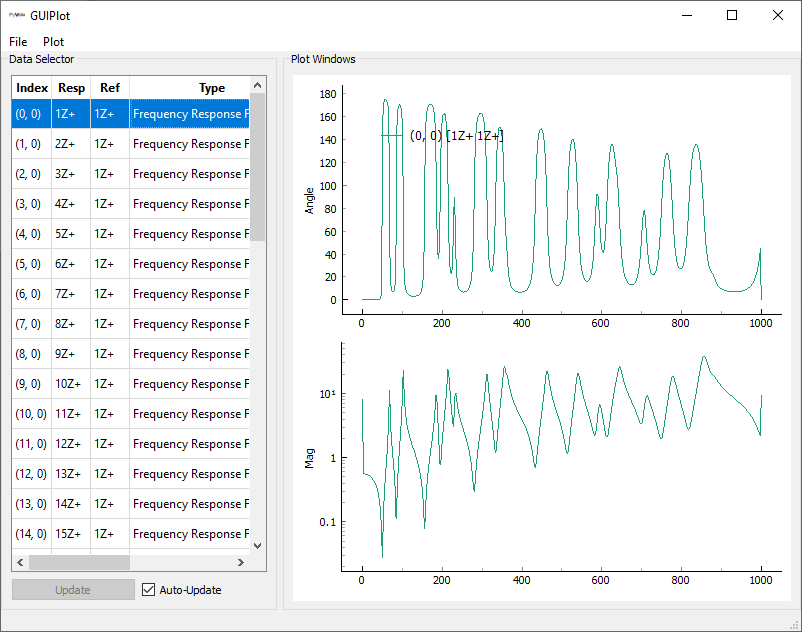 GUIPlot
File Plot
Data Selector
Index Resp Ref Type
(0, 0) 1Z+ 1Z+ Frequency Response F
(1, 0) 2Z+ 1Z+ Frequency Response F
(2, 0) 3Z+ 1Z+ Frequency Response F
(3, 0) 4Z+ 1Z+ Frequency Response F
(4, 0) 5Z+ 1Z+ Frequency Response F
(5, 0) 6Z+ 1Z+ Frequency Response F
(6, 0) 7Z+ 1Z+ Frequency Response F
(7, 0) 8Z+ 1Z+ Frequency Response F
(8, 0) 9Z+ 1Z+ Frequency Response F
(9, 0) 10Z+ 1Z+ Frequency Response F
(10, 0) 11Z+ 1Z+ Frequency Response F
(11, 0) 12Z+ 1Z+ Frequency Response F
(12, 0) 13Z+ 1Z+ Frequency Response F
(13, 0) 14Z+ 1Z+ Frequency Response F
(14, 0) 15Z+ 1Z+ Frequency Response F
Update Auto-Update
Plot Windows
180
160
140
120
100
80
60
40
20
0
Angle
(0, 0) [1Z+ 1Z+]
0 200 400 600 800 1000
10¹
1
0.1
Mag
0 200 400 600 800 1000